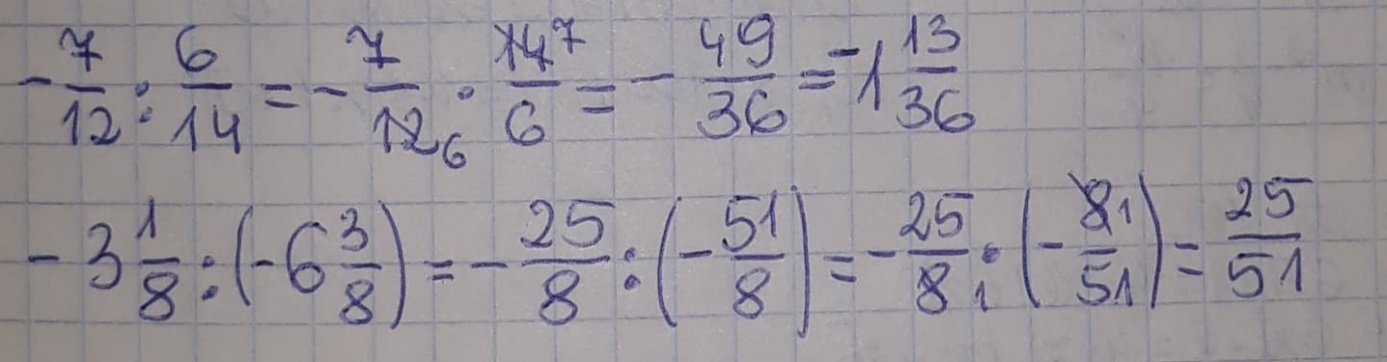 -7/12 : 6/14 = -7/12₆ · 14⁷/6 = -49/36 = -1 13/36
-3 1/8 : (-6 3/8) = -25/8 : (-51/8) = -25/8₁ : (-8₁/51) = 25/51